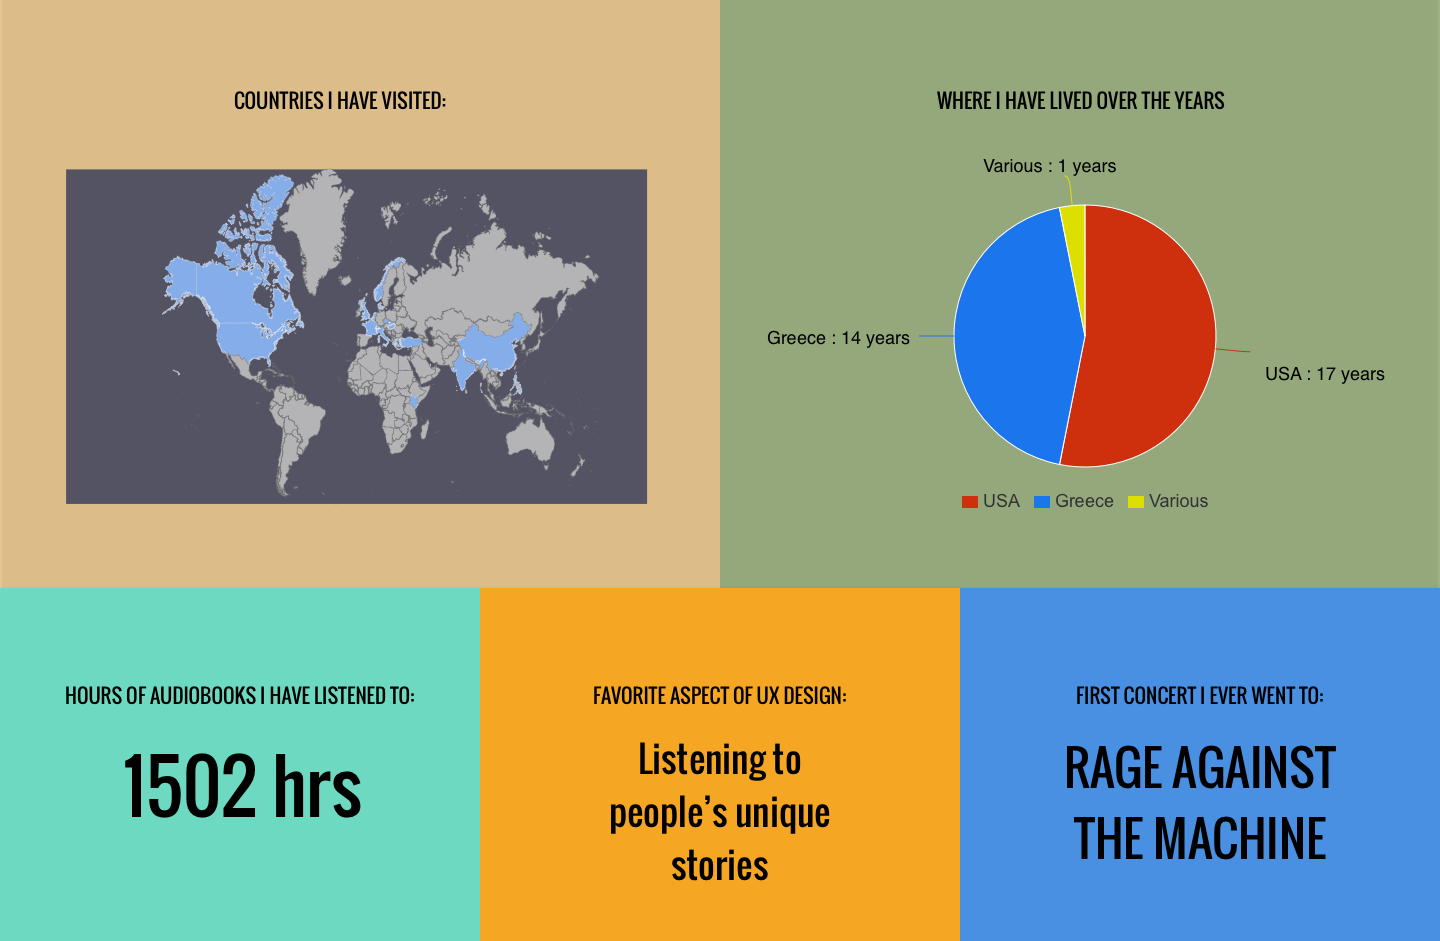 COUNTRIES I HAVE VISITED:
WHERE I HAVE LIVED OVER THE YEARS
Various : 1 years
Greece : 14 years
USA : 17 years
USA Greece Various
HOURS OF AUDIOBOOKS I HAVE LISTENED TO:
1502 hrs
FAVORITE ASPECT OF UX DESIGN:
Listening to
people’s unique
stories
FIRST CONCERT I EVER WENT TO:
RAGE AGAINST
THE MACHINE